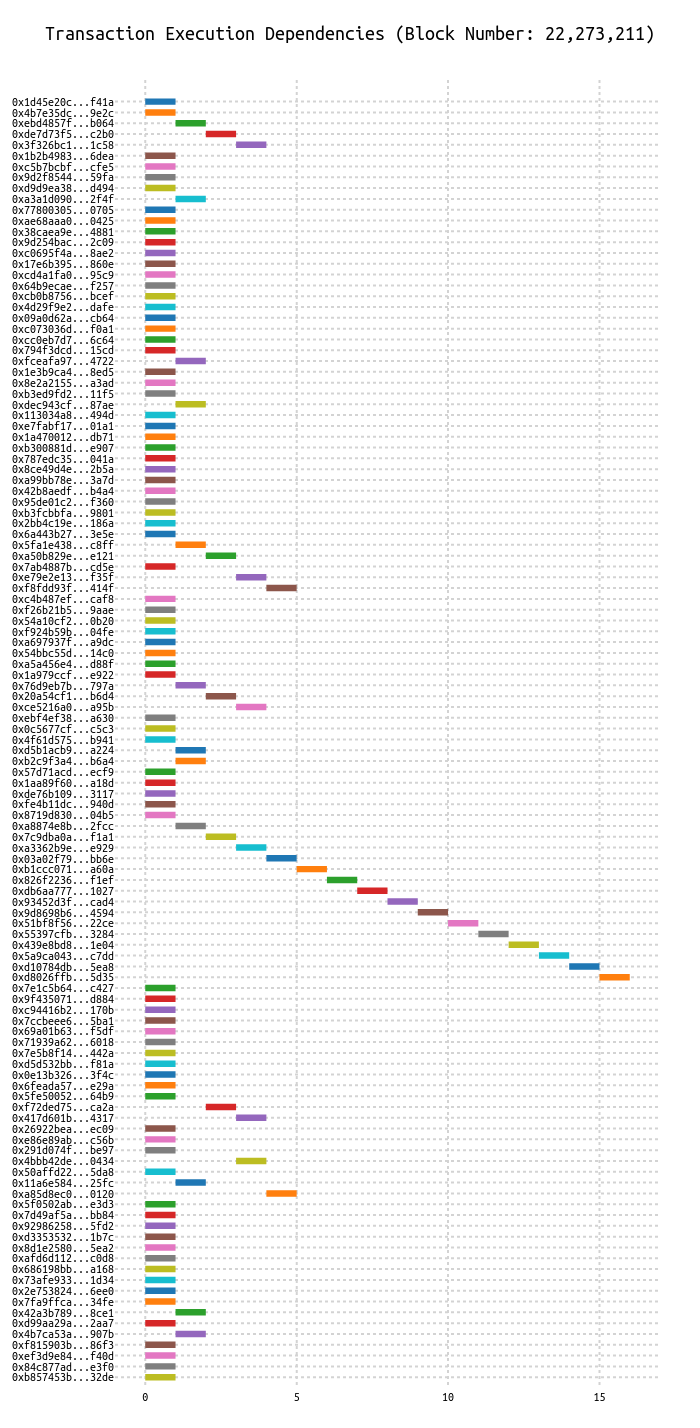 Transaction Execution Dependencies (Block Number: 22,273,211)
0x1d45e20c...f41a
0x4b7e35dc...9e2c
0xebd4857f...b064
0xde7d73f5...c2b0
0x3f326bc1...1c58
0x1b2b4983...6dea
0xc5b7bcbf...cfe5
0x9d2f8544...59fa
0xd9d9ea38...d494
0xa3a1d090...2f4f
0x77800305...0705
0xae68aaa0...0425
0x38caea9e...4881
0x9d254bac...2c09
0xc0695f4a...8ae2
0x17e6b395...860e
0xcd4a1fa0...95c9
0x64b9ecae...f257
0xcb0b8756...bcef
0x4d29f9e2...dafe
0x09a0d62a...cb64
0xc073036d...f0a1
0xcc0eb7d7...6c64
0x794f3dcd...15cd
0xfceafa97...4722
0x1e3b9ca4...8ed5
0x8e2a2155...a3ad
0xb3ed9fd2...11f5
0xdec943cf...87ae
0x113034a8...494d
0xe7fabf17...01a1
0x1a470012...db71
0xb300881d...e907
0x787edc35...041a
0x8ce49d4e...2b5a
0xa99bb78e...3a7d
0x42b8aedf...b4a4
0x95de01c2...f360
0xb3fcbbfa...9801
0x2bb4c19e...186a
0x6a443b27...3e5e
0x5fa1e438...c8ff
0xa50b829e...e121
0x7ab4887b...cd5e
0xe79e2e13...f35f
0xf8fdd93f...414f
0xc4b487ef...caf8
0xf26b21b5...9aae
0x54a10cf2...0b20
0xf924b59b...04fe
0xa697937f...a9dc
0x54bbc55d...14c0
0xa5a456e4...d88f
0x1a979ccf...e922
0x76d9eb7b...797a
0x20a54cf1...b6d4
0xce5216a0...a95b
0xebf4ef38...a630
0x0c5677cf...c5c3
0x4f61d575...b941
0xd5b1acb9...a224
0xb2c9f3a4...b6a4
0x57d71acd...ecf9
0x1aa89f60...a18d
0xde76b109...3117
0xfe4b11dc...940d
0x8719d830...04b5
0xa8874e8b...2fcc
0x7c9dba0a...f1a1
0xa3362b9e...e929
0x03a02f79...bb6e
0xb1ccc071...a60a
0x826f2236...f1ef
0xdb6aa777...1027
0x93452d3f...cad4
0x9d8698b6...4594
0x51bf8f56...22ce
0x55397cfb...3284
0x439e8bd8...1e04
0x5a9ca043...c7dd
0xd10784db...5ea8
0xd8026ffb...5d35
0x7e1c5b64...c427
0x9f435071...d884
0xc94416b2...170b
0x7ccbeee6...5ba1
0x69a01b63...f5df
0x71939a62...6018
0x7e5b8f14...442a
0xd5d532bb...f81a
0x0e13b326...3f4c
0x6feada57...e29a
0x5fe50052...64b9
0xf72ded75...ca2a
0x417d601b...4317
0x26922bea...ec09
0xe86e89ab...c56b
0x291d074f...be97
0x4bbb42de...0434
0x50affd22...5da8
0x11a6e584...25fc
0xa85d8ec0...0120
0x5f0502ab...e3d3
0x7d49af5a...bb84
0x92986258...5fd2
0xd3353532...1b7c
0x8d1e2580...5ea2
0xafd6d112...c0d8
0x686198bb...a168
0x73afe933...1d34
0x2e753824...6ee0
0x7fa9ffca...34fe
0x42a3b789...8ce1
0xd99aa29a...2aa7
0x4b7ca53a...907b
0xf815903b...86f3
0xef3d9e84...f40d
0x84c877ad...e3f0
0xb857453b...32de
0 5 10 15